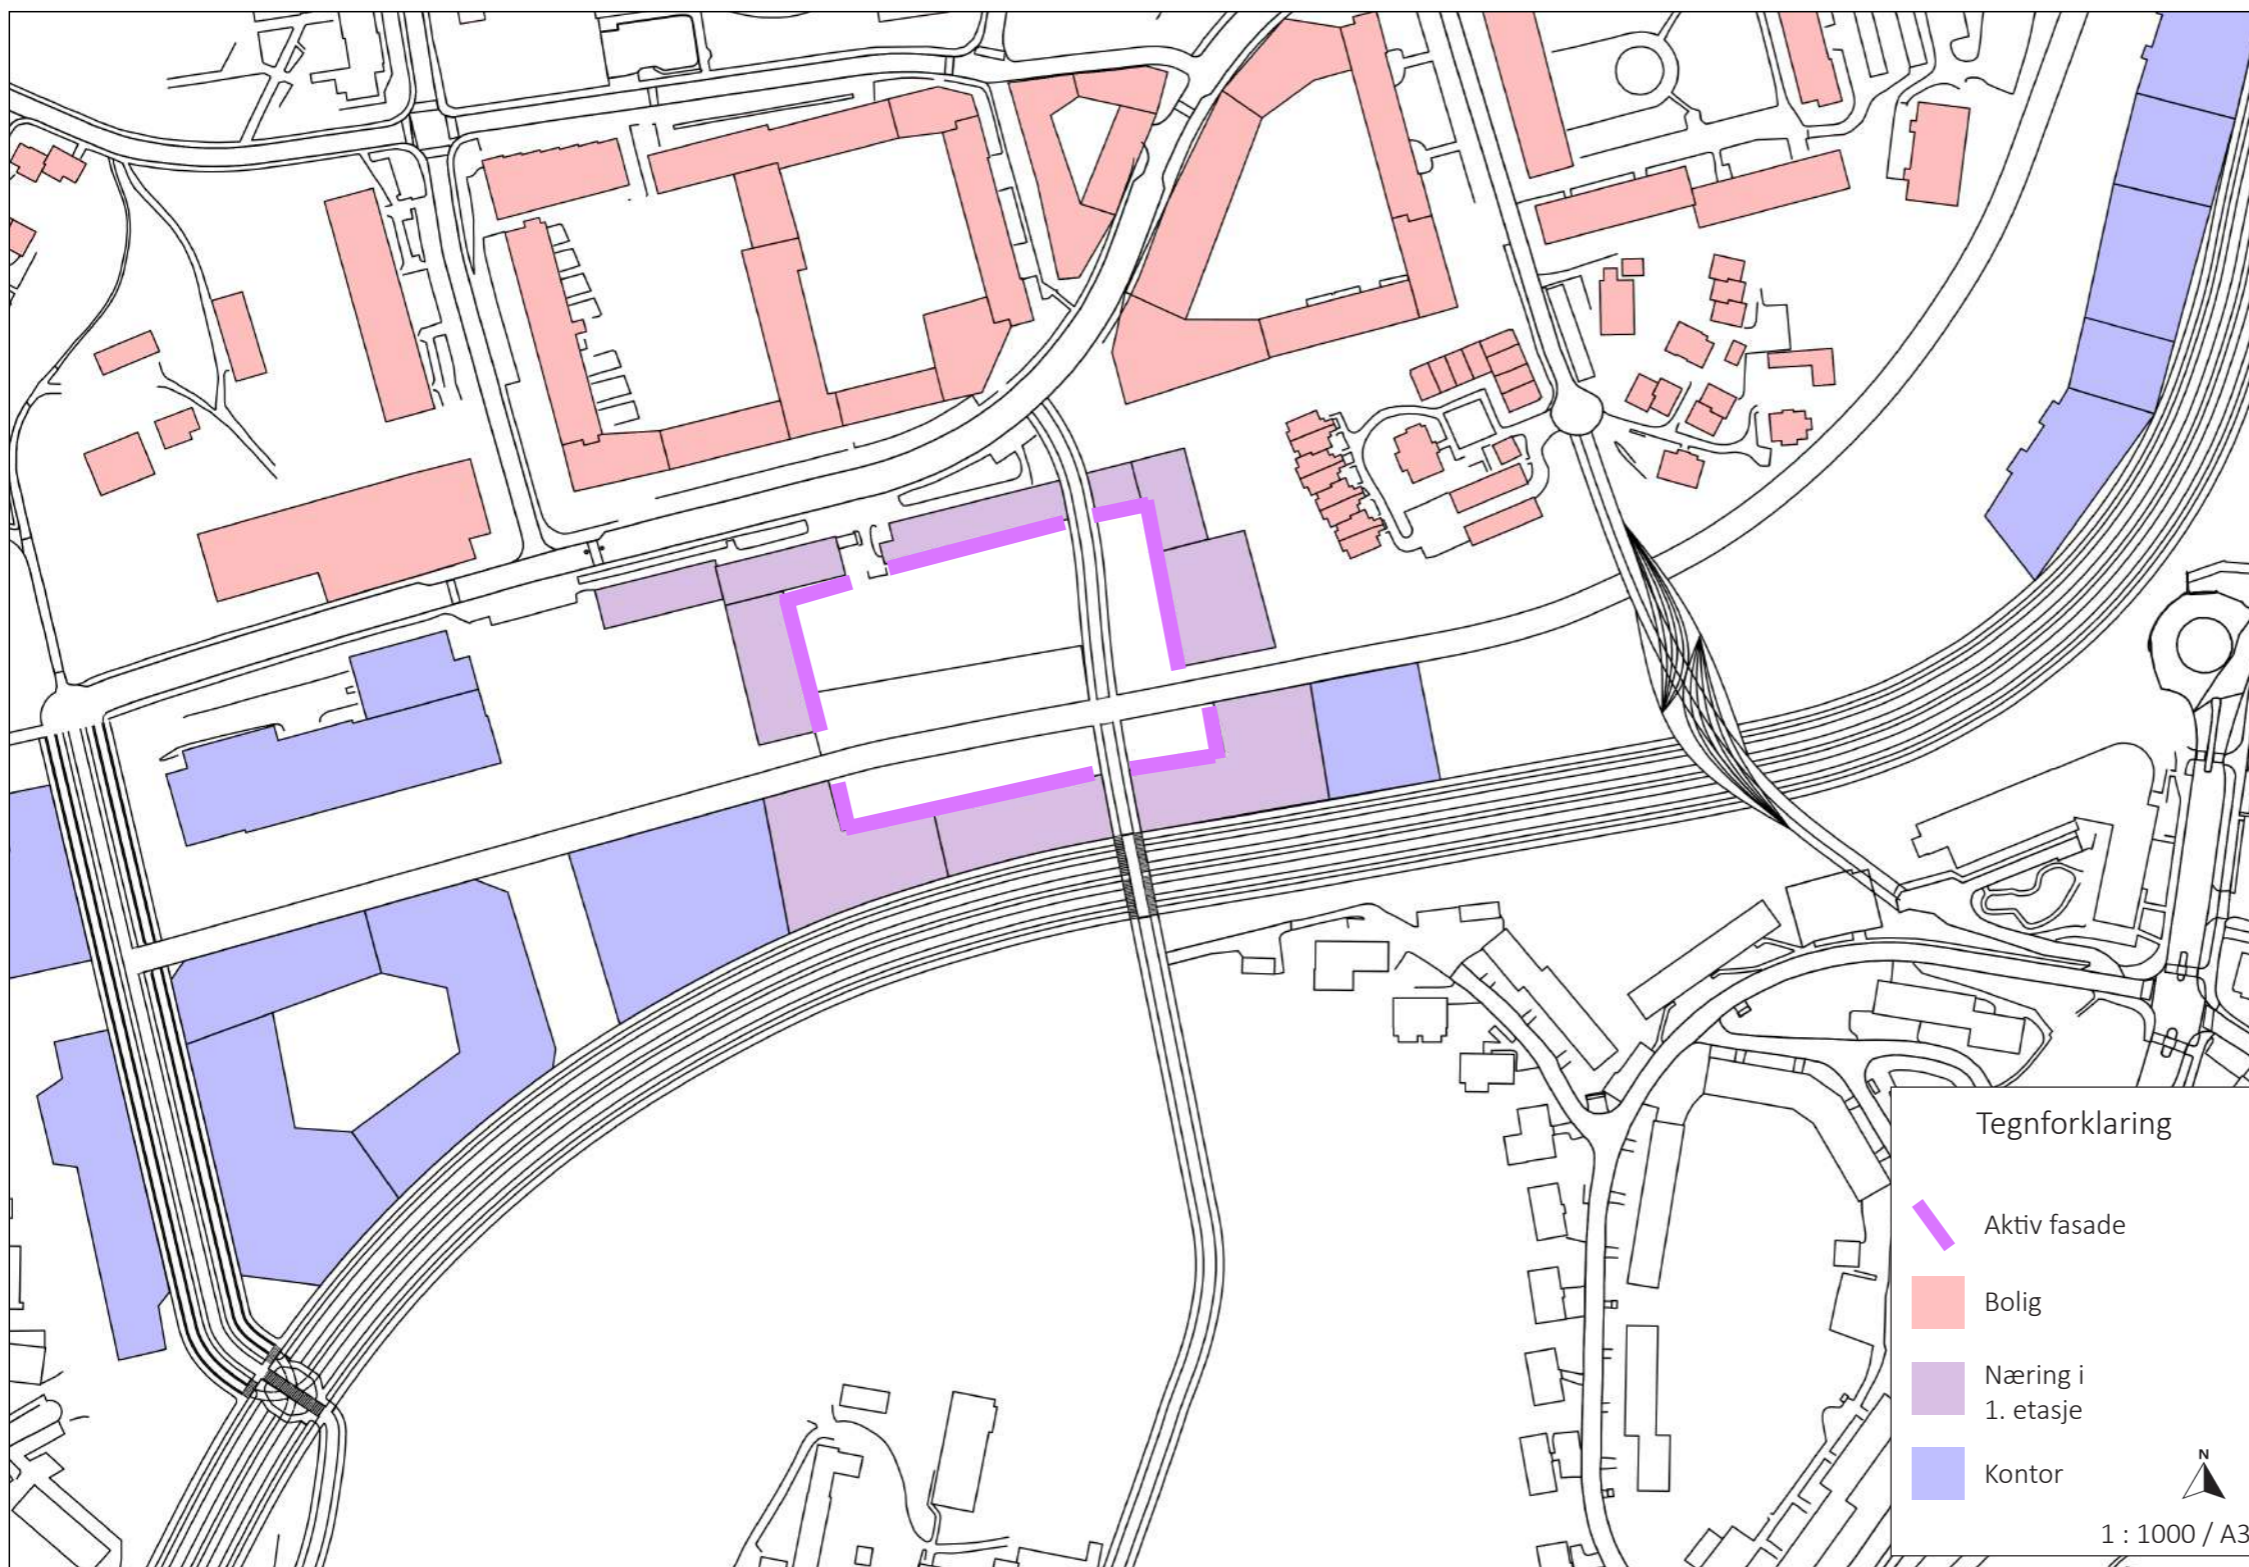 Tegnforklaring
Aktiv fasade
Bolig
Næring i
1. etasje
Kontor
N
1 : 1000 / A3